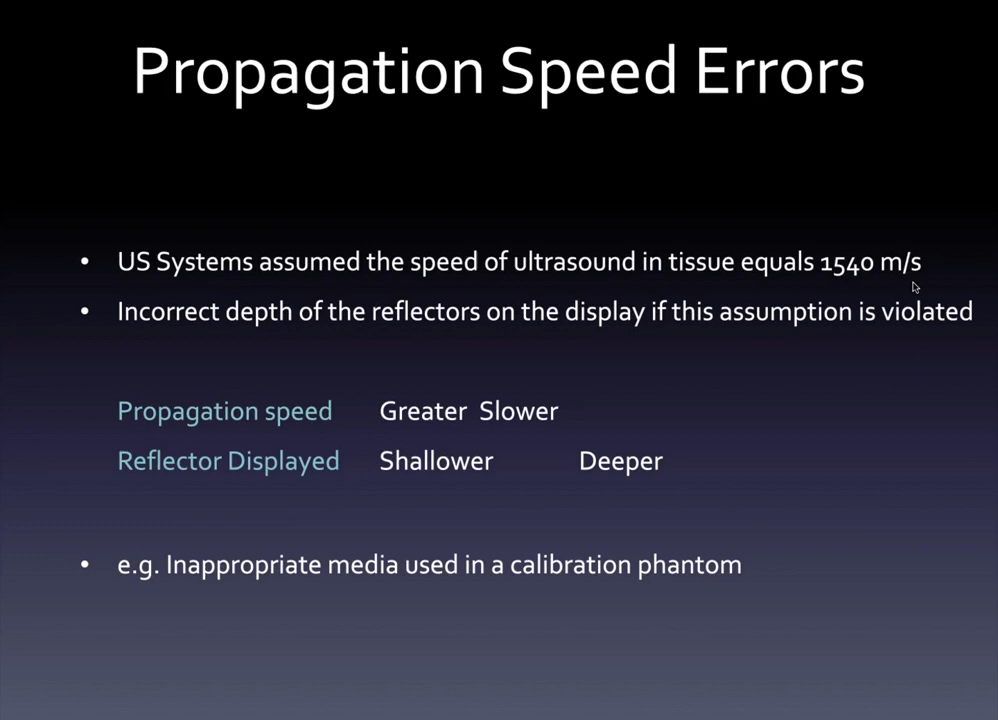 Propagation Speed Errors
• US Systems assumed the speed of ultrasound in tissue equals 1540 m/s
• Incorrect depth of the reflectors on the display if this assumption is violated
Propagation speed Greater Slower
Reflector Displayed Shallower Deeper
• e.g. Inappropriate media used in a calibration phantom